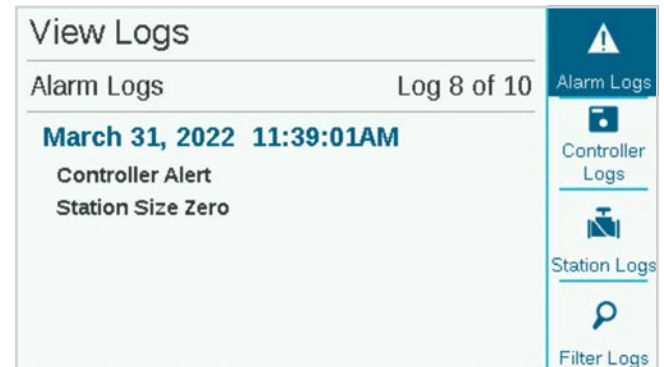 View Logs
Alarm Logs Log 8 of 10
March 31, 2022 11:39:01AM
Controller Alert
Station Size Zero
Alarm Logs
Controller
Logs
Station Logs
Filter Logs